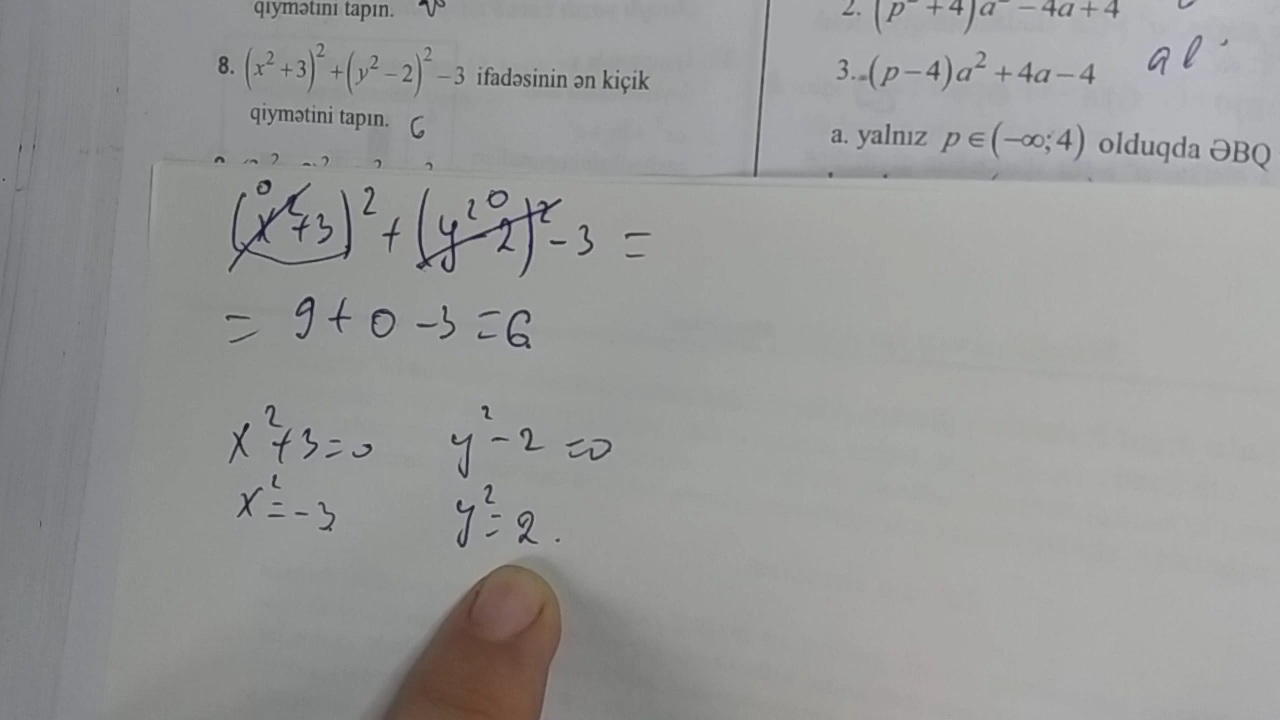 qiymətini tapın.
8. (x² + 3)² + (y² − 2)² − 3 ifadəsinin ən kiçik
qiymətini tapın. 6
2. (p² + 4)a² − 4a + 4
3. (p − 4)a² + 4a − 4
a. yalnız p ∈ (−∞; 4) olduqda ƏBQ
(x² + 3)² + (y² − 2)² − 3 =
= 9 + 0 − 3 = 6
x² + 3 = 0 y² − 2 = 0
x² = −3 y² = 2.